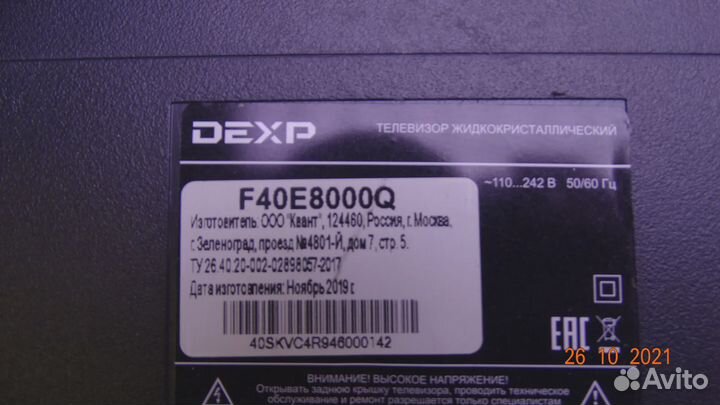 DEXP
ТЕЛЕВИЗОР ЖИДКОКРИСТАЛЛИЧЕСКИЙ
F40E8000Q
~110...242 В 50/60 Гц
Изготовитель: ООО "Квант", 124460, Россия, г. Москва,
г. Зеленоград, проезд №4801-Й, дом 7, стр. 5.
ТУ 26.40.20-002-02898057-2017
Дата изготовления: Ноябрь 2019 г.
40SKVC4R946000142
EAC
26 10 2021
ВНИМАНИЕ! ВЫСОКОЕ НАПРЯЖЕНИЕ!
Открывать заднюю крышку телевизора, проводить техническое
обслуживание и ремонт разрешается только специалистам
Avito